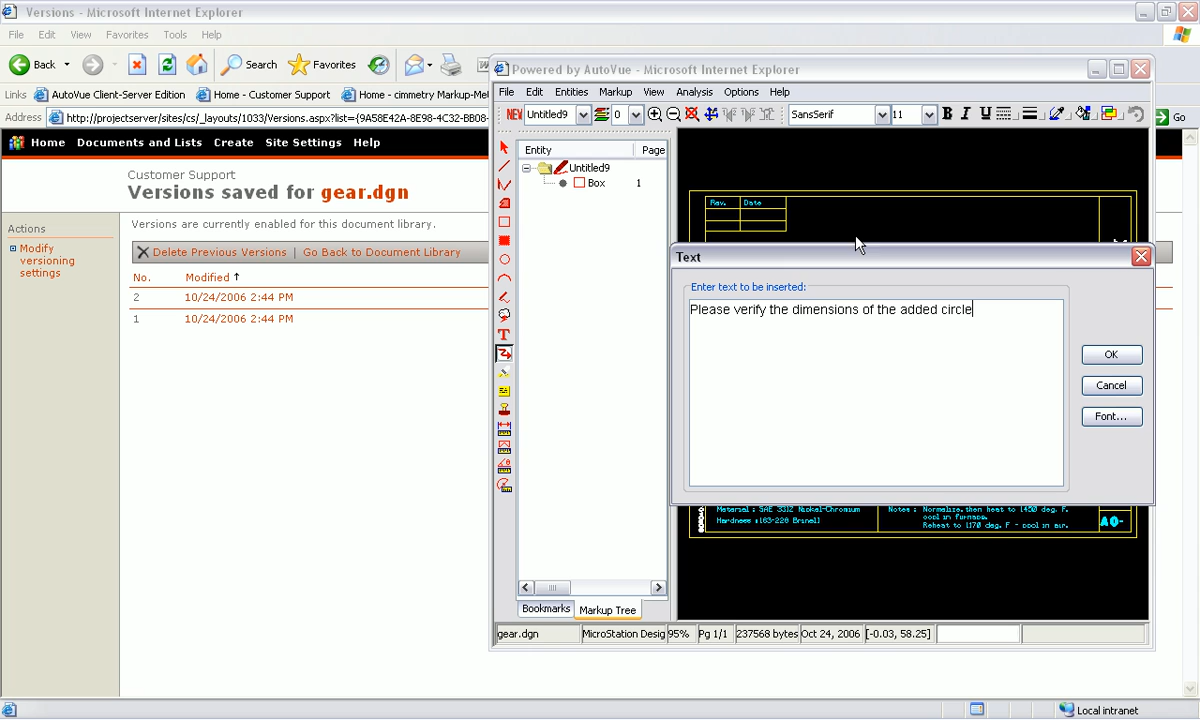 Versions - Microsoft Internet Explorer
File Edit View Favorites Tools Help
Back Search Favorites
Links AutoVue Client-Server Edition Home - Customer Support Home - cimmetry Markup-Me
Address http://projectserver/sites/cs/_layouts/1033/Versions.aspx?list={9A58E42A-8E98-4C32-BB08- Go
Home Documents and Lists Create Site Settings Help
Customer Support
Versions saved for gear.dgn
Actions
Modify
versioning
settings
Versions are currently enabled for this document library.
Delete Previous Versions | Go Back to Document Library
No. Modified
2 10/24/2006 2:44 PM
1 10/24/2006 2:44 PM
Powered by AutoVue - Microsoft Internet Explorer
File Edit Entities Markup View Analysis Options Help
NEW Untitled9 0 SansSerif 11 B I U
Entity Page
Untitled9
Box 1
Rev. Date
Text
Enter text to be inserted:
Please verify the dimensions of the added circle
OK
Cancel
Font...
Material : SAE 3312 Nickel-Chromium
Hardness :163-228 Brinell
Notes : Normalize, then heat to 1450 deg. F.
cool in furnace.
Reheat to 1170 deg. F - cool in air.
A0-
Bookmarks Markup Tree
gear.dgn MicroStation Desig 95% Pg 1/1 237568 bytes Oct 24, 2006 [-0.03, 58.25]
Local intranet